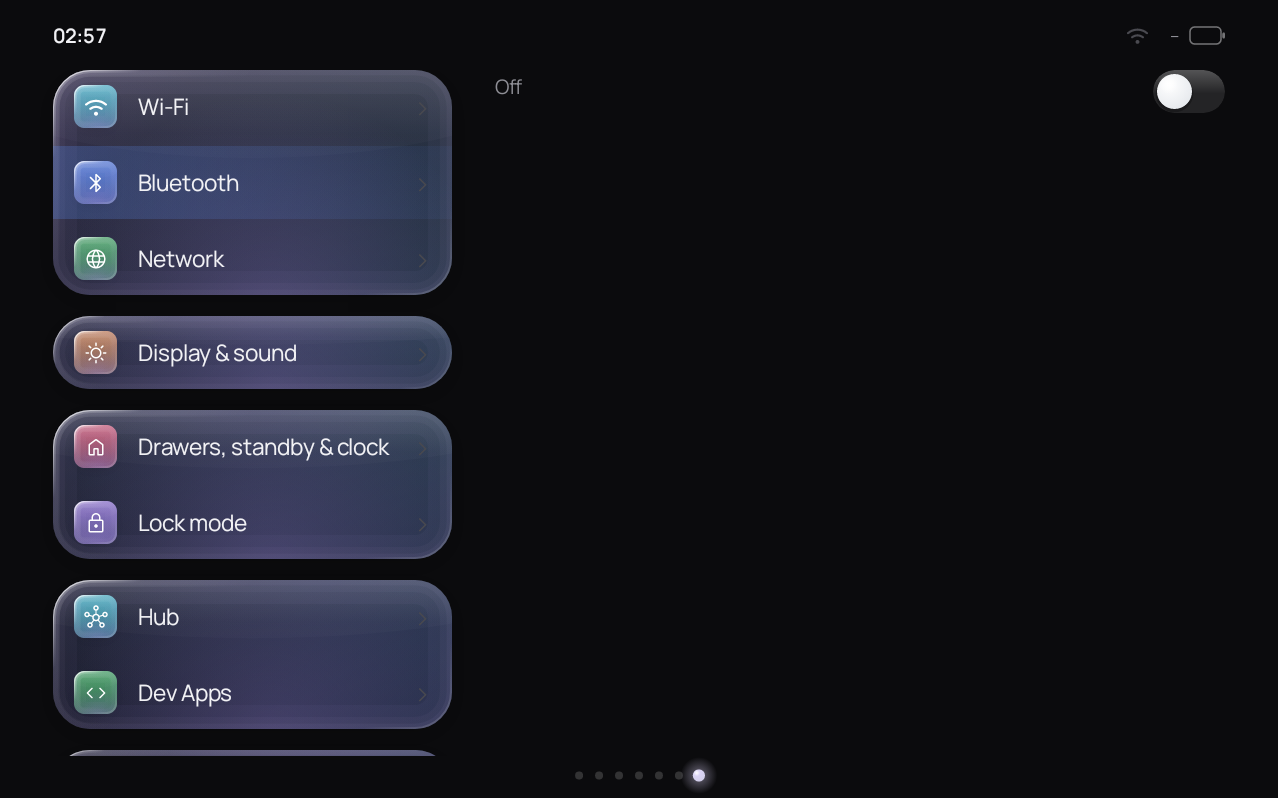 02:57
–
Wi-Fi
Off
Bluetooth
Network
Display & sound
Drawers, standby & clock
Lock mode
Hub
Dev Apps